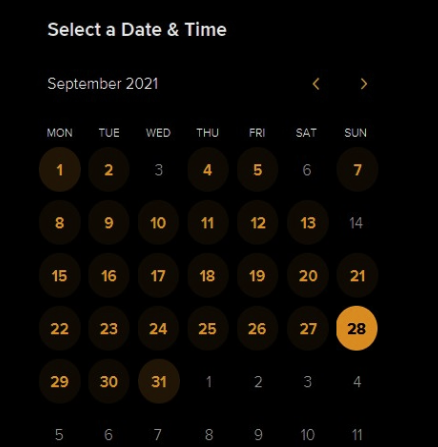 Select a Date & Time
September 2021 < >
MON TUE WED THU FRI SAT SUN
1 2 3 4 5 6 7
8 9 10 11 12 13 14
15 16 17 18 19 20 21
22 23 24 25 26 27 28
29 30 31 1 2 3 4
5 6 7 8 9 10 11